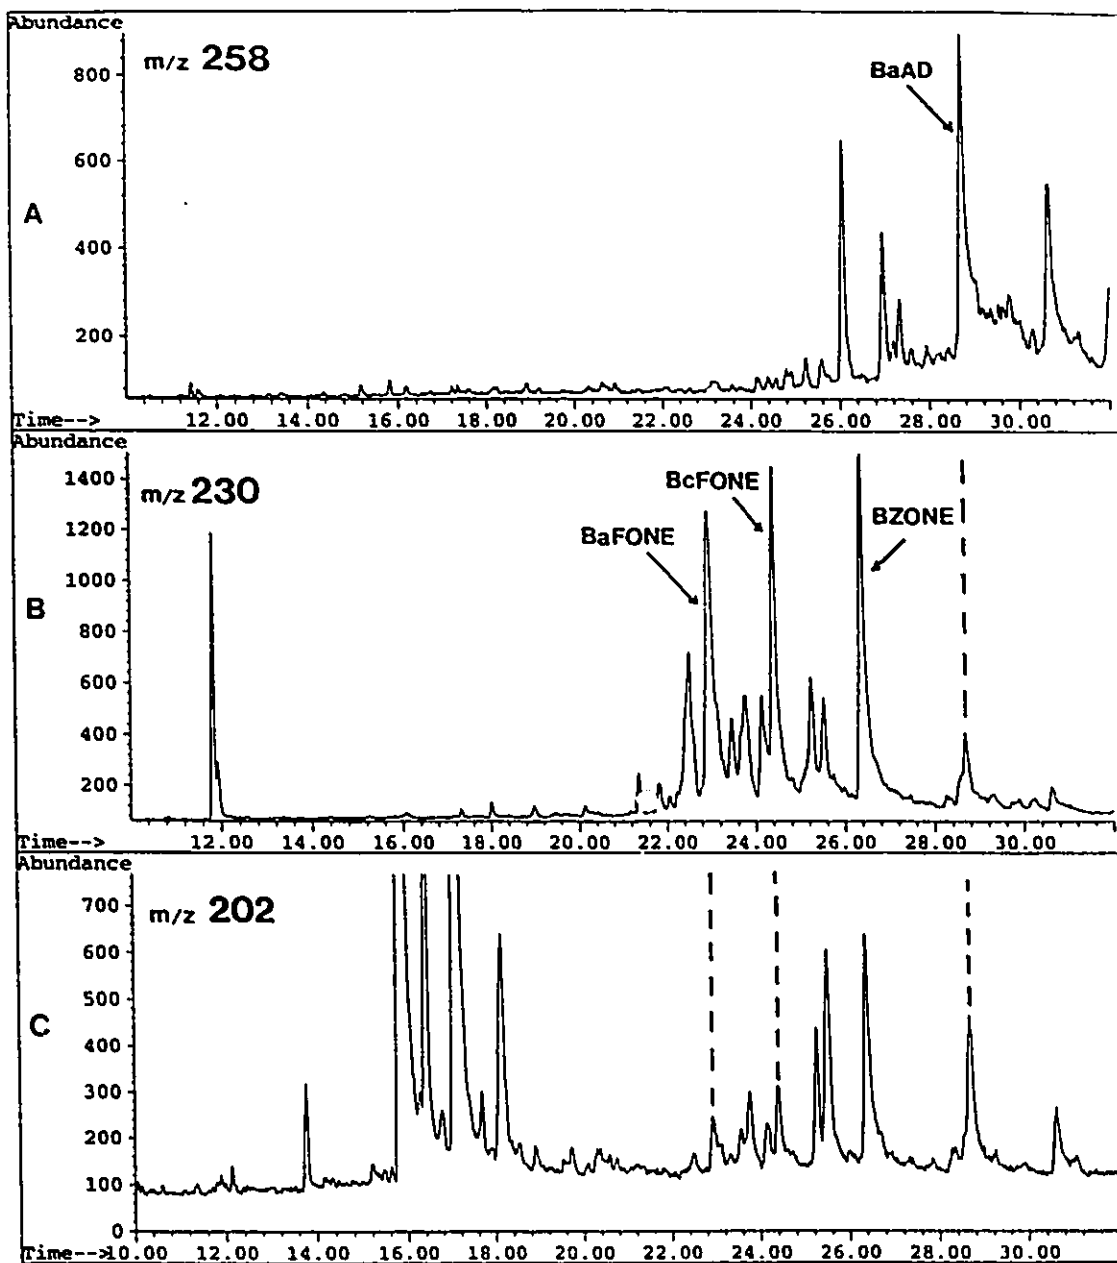 Abundance
m/z 258
BaAD
800
600
A
400
200
Time--> 12.00 14.00 16.00 18.00 20.00 22.00 24.00 26.00 28.00 30.00
Abundance
1400
m/z 230
BcFONE
1200
BaFONE
BZONE
1000
B
800
600
400
200
Time--> 12.00 14.00 16.00 18.00 20.00 22.00 24.00 26.00 28.00 30.00
Abundance
700
m/z 202
600
500
C
400
300
200
100
0
Time-->10.00 12.00 14.00 16.00 18.00 20.00 22.00 24.00 26.00 28.00 30.00